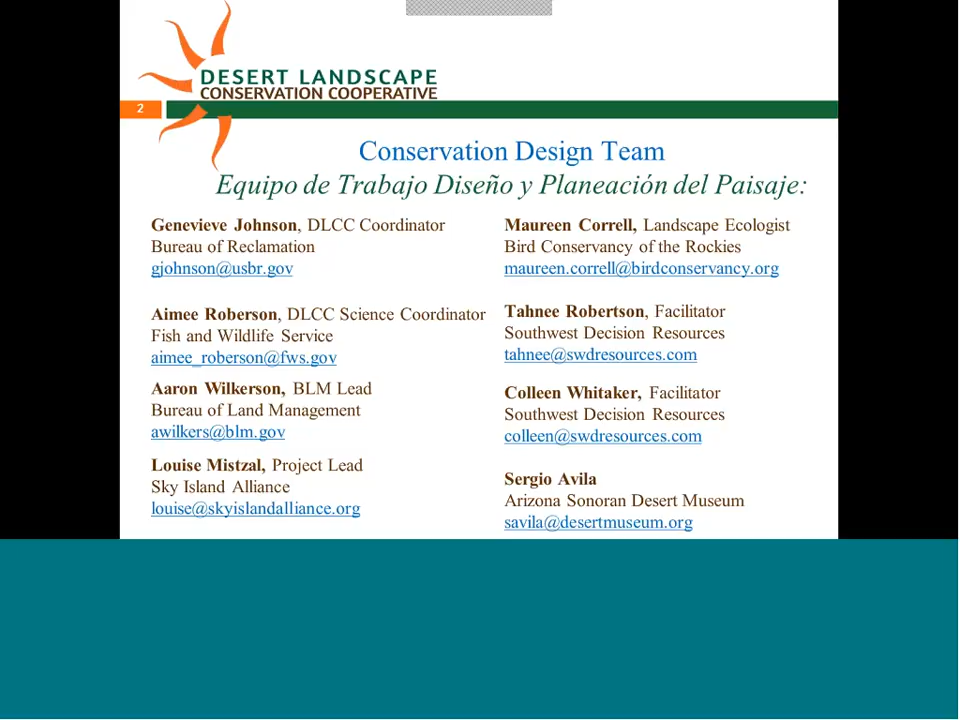 DESERT LANDSCAPE
CONSERVATION COOPERATIVE
2
Conservation Design Team
Equipo de Trabajo Diseño y Planeación del Paisaje:
Genevieve Johnson, DLCC Coordinator
Bureau of Reclamation
gjohnson@usbr.gov
Aimee Roberson, DLCC Science Coordinator
Fish and Wildlife Service
aimee_roberson@fws.gov
Aaron Wilkerson, BLM Lead
Bureau of Land Management
awilkers@blm.gov
Louise Mistzal, Project Lead
Sky Island Alliance
louise@skyislandalliance.org
Maureen Correll, Landscape Ecologist
Bird Conservancy of the Rockies
maureen.correll@birdconservancy.org
Tahnee Robertson, Facilitator
Southwest Decision Resources
tahnee@swdresources.com
Colleen Whitaker, Facilitator
Southwest Decision Resources
colleen@swdresources.com
Sergio Avila
Arizona Sonoran Desert Museum
savila@desertmuseum.org